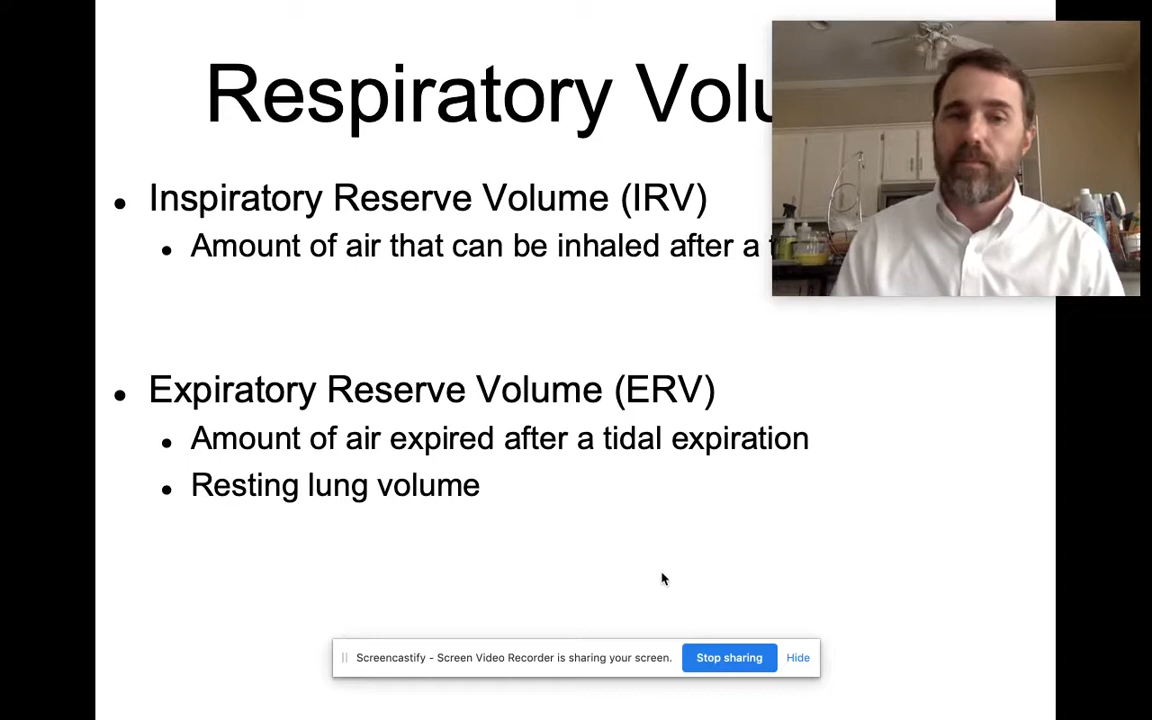 Respiratory
• Inspiratory Reserve Volume (IRV)
• Amount of air that can be inhaled after a
• Expiratory Reserve Volume (ERV)
• Amount of air expired after a tidal expiration
• Resting lung volume
Screencastify - Screen Video Recorder is sharing your screen. Stop sharing Hide